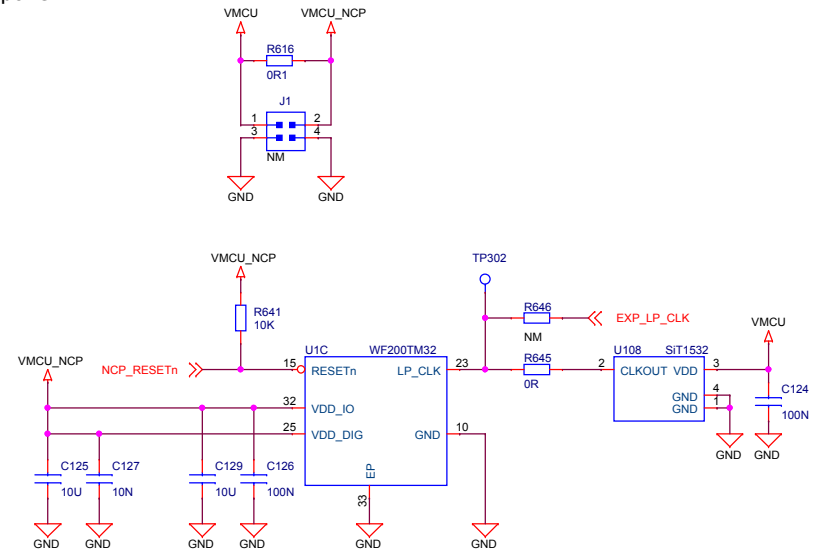 VMCU VMCU_NCP
R616
0R1
J1
1 2
3 4
NM
GND GND
VMCU_NCP
TP302
R641
10K
R646
EXP_LP_CLK
NM
VMCU
VMCU_NCP
NCP_RESETn
U1C WF200TM32
15 RESETn LP_CLK 23
R645
0R
U108 SiT1532
2 CLKOUT VDD 3
GND 4
GND 1
C124
100N
32 VDD_IO
25 VDD_DIG GND 10
EP
33
GND GND
C125
10U
C127
10N
C129
10U
C126
100N
GND GND GND GND GND GND